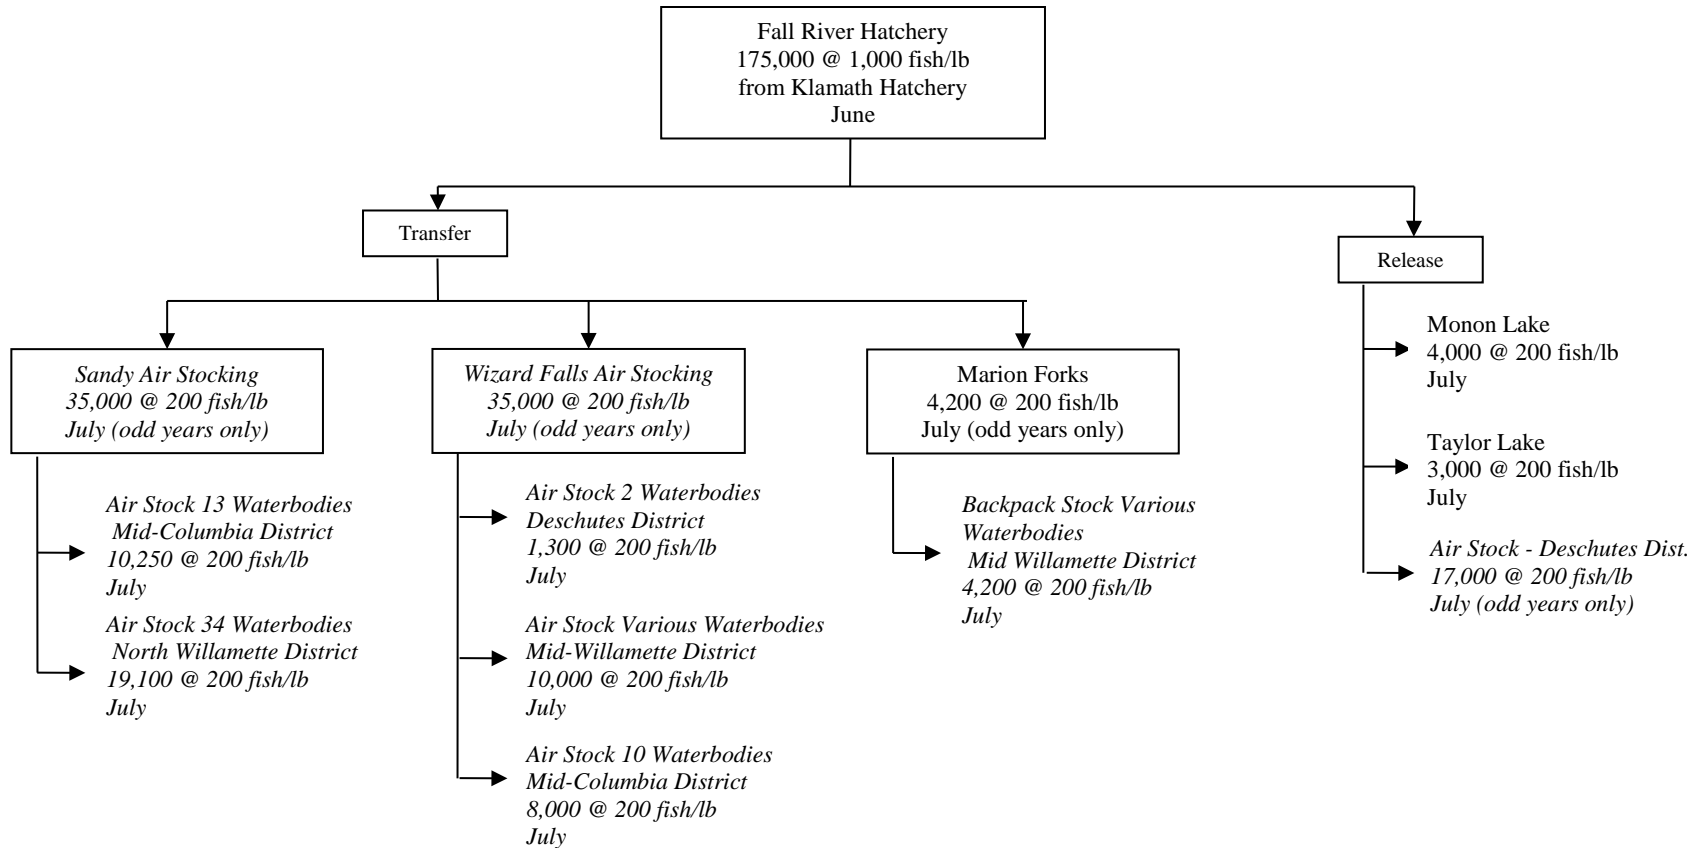 Fall River Hatchery
175,000 @ 1,000 fish/lb
from Klamath Hatchery
June
Transfer
Release
Sandy Air Stocking
35,000 @ 200 fish/lb
July (odd years only)
Air Stock 13 Waterbodies
Mid-Columbia District
10,250 @ 200 fish/lb
July
Air Stock 34 Waterbodies
North Willamette District
19,100 @ 200 fish/lb
July
Wizard Falls Air Stocking
35,000 @ 200 fish/lb
July (odd years only)
Air Stock 2 Waterbodies
Deschutes District
1,300 @ 200 fish/lb
July
Air Stock Various Waterbodies
Mid-Willamette District
10,000 @ 200 fish/lb
July
Air Stock 10 Waterbodies
Mid-Columbia District
8,000 @ 200 fish/lb
July
Marion Forks
4,200 @ 200 fish/lb
July (odd years only)
Backpack Stock Various
Waterbodies
Mid Willamette District
4,200 @ 200 fish/lb
July
Monon Lake
4,000 @ 200 fish/lb
July
Taylor Lake
3,000 @ 200 fish/lb
July
Air Stock - Deschutes Dist.
17,000 @ 200 fish/lb
July (odd years only)